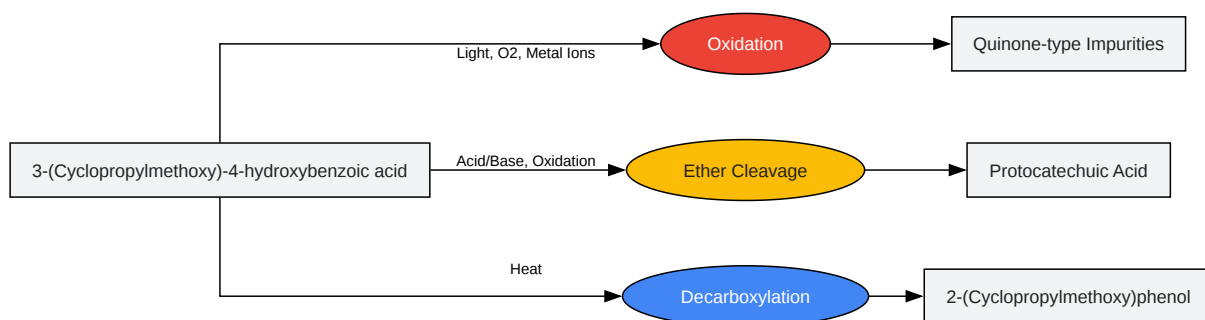 Light, O2, Metal Ions
Oxidation
Quinone-type Impurities
3-(Cyclopropylmethoxy)-4-hydroxybenzoic acid
Acid/Base, Oxidation
Ether Cleavage
Protocatechuic Acid
Heat
Decarboxylation
2-(Cyclopropylmethoxy)phenol